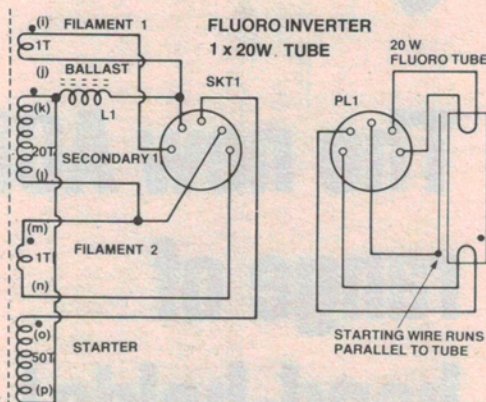 (i) FILAMENT 1
1T
(j)
BALLAST
(k)
L1
20T
SECONDARY 1
(l)
(m)
FILAMENT 2
1T
(n)
(o)
50T
STARTER
(p)
FLUORO INVERTER
1 x 20W. TUBE
SKT1
PL1
20 W
FLUORO TUBE
STARTING WIRE RUNS
PARALLEL TO TUBE